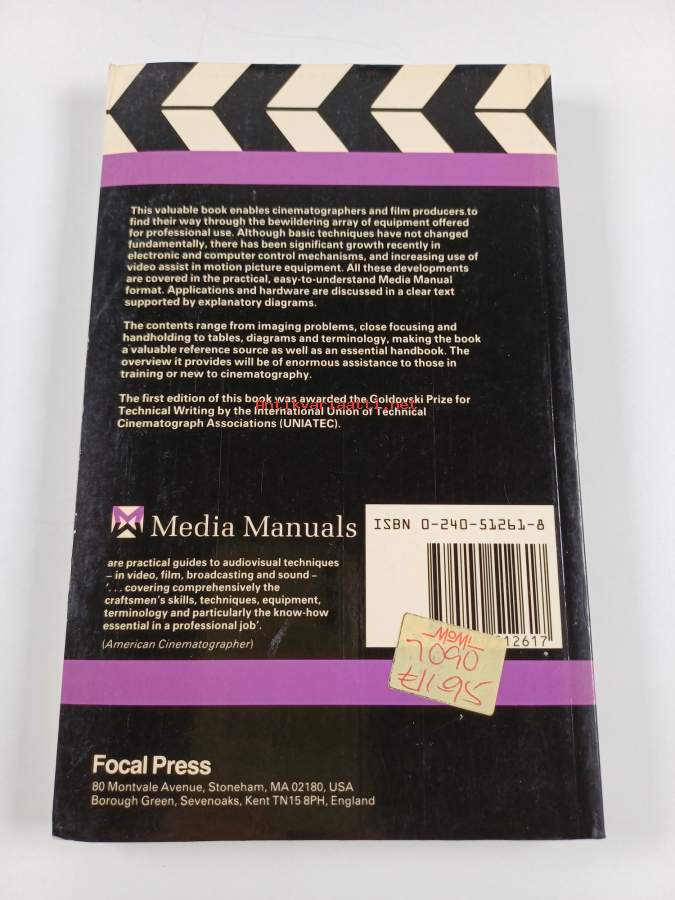 This valuable book enables cinematographers and film producers to
find their way through the bewildering array of equipment offered
for professional use. Although basic techniques have not changed
fundamentally, there has been significant growth recently in
electronic and computer control mechanisms, and increasing use of
video assist in motion picture equipment. All these developments
are covered in the practical, easy-to-understand Media Manual
format. Applications and hardware are discussed in a clear text
supported by explanatory diagrams.
The contents range from imaging problems, close focusing and
handholding to tables, diagrams and terminology, making the book
a valuable reference source as well as an essential handbook. The
overview it provides will be of enormous assistance to those in
training or new to cinematography.
The first edition of this book was awarded the Goldovski Prize for
antikvariaatti.net
Technical Writing by the International Union of Technical
Cinematograph Associations (UNIATEC).
Media Manuals
are practical guides to audiovisual techniques
– in video, film, broadcasting and sound –
'. . . covering comprehensively the
craftsmen's skills, techniques, equipment,
terminology and particularly the know-how
essential in a professional job'.
(American Cinematographer)
ISBN 0-240-51261-8
12617
Focal Press
80 Montvale Avenue, Stoneham, MA 02180, USA
Borough Green, Sevenoaks, Kent TN15 8PH, England